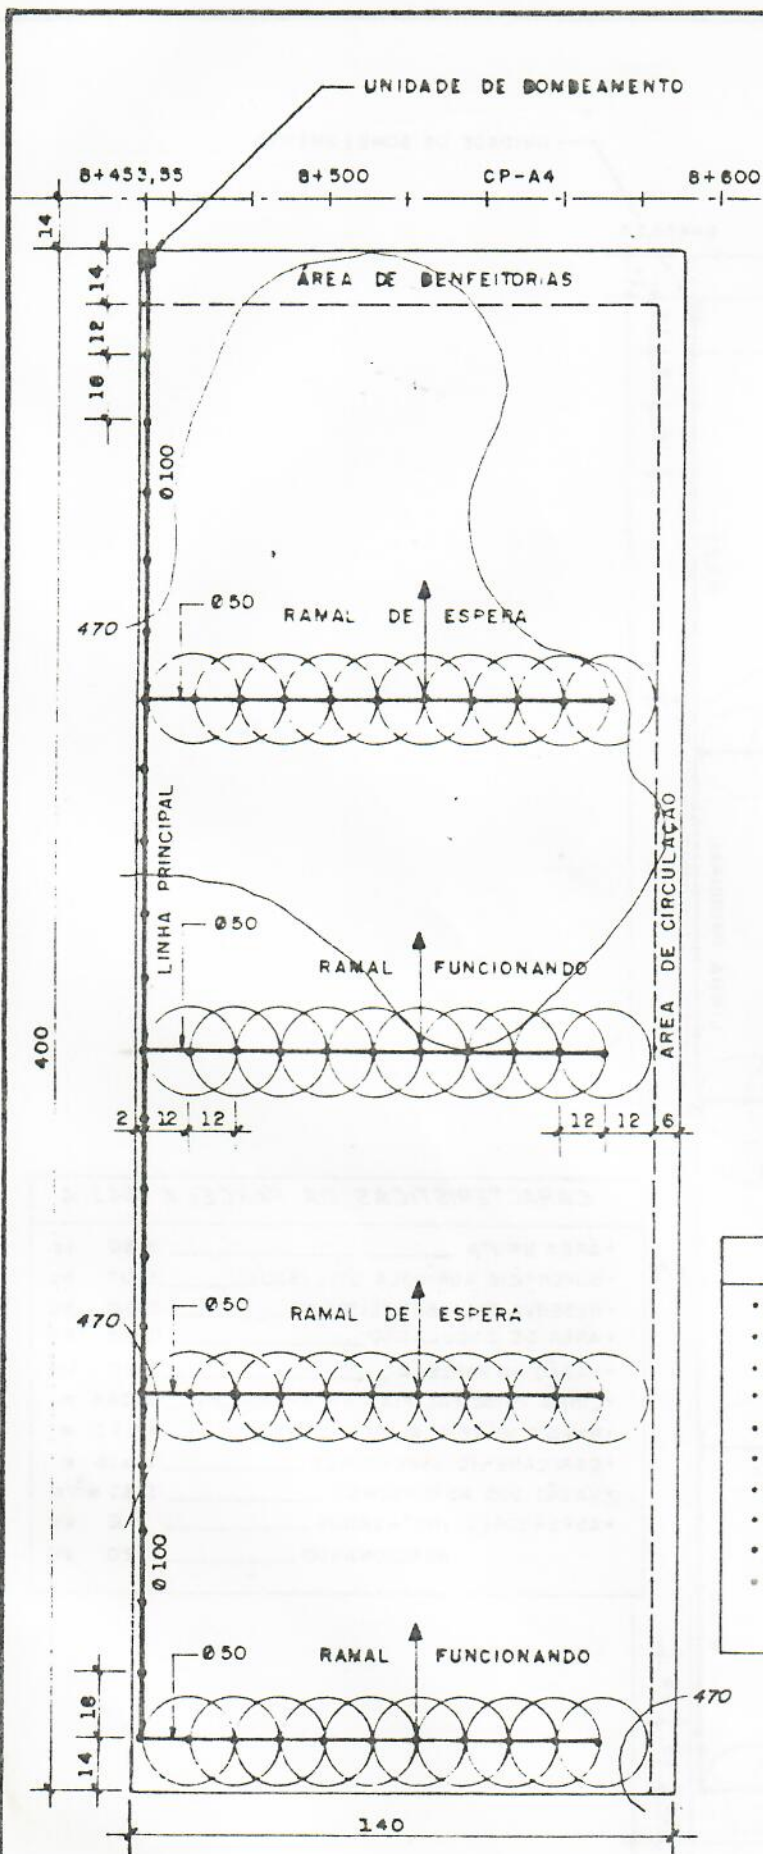 UNIDADE DE BOMBEAMENTO
8+453,55
8+500
CP-A4
8+600
14
ÁREA DE BENFEITORIAS
14
12
18
Ø100
470
Ø50
RAMAL DE ESPERA
LINHA PRINCIPAL
Ø50
RAMAL FUNCIONANDO
ÁREA DE CIRCULAÇÃO
400
2
12
12
12
12
6
Ø50
RAMAL DE ESPERA
470
Ø100
Ø50
RAMAL FUNCIONANDO
470
18
14
140